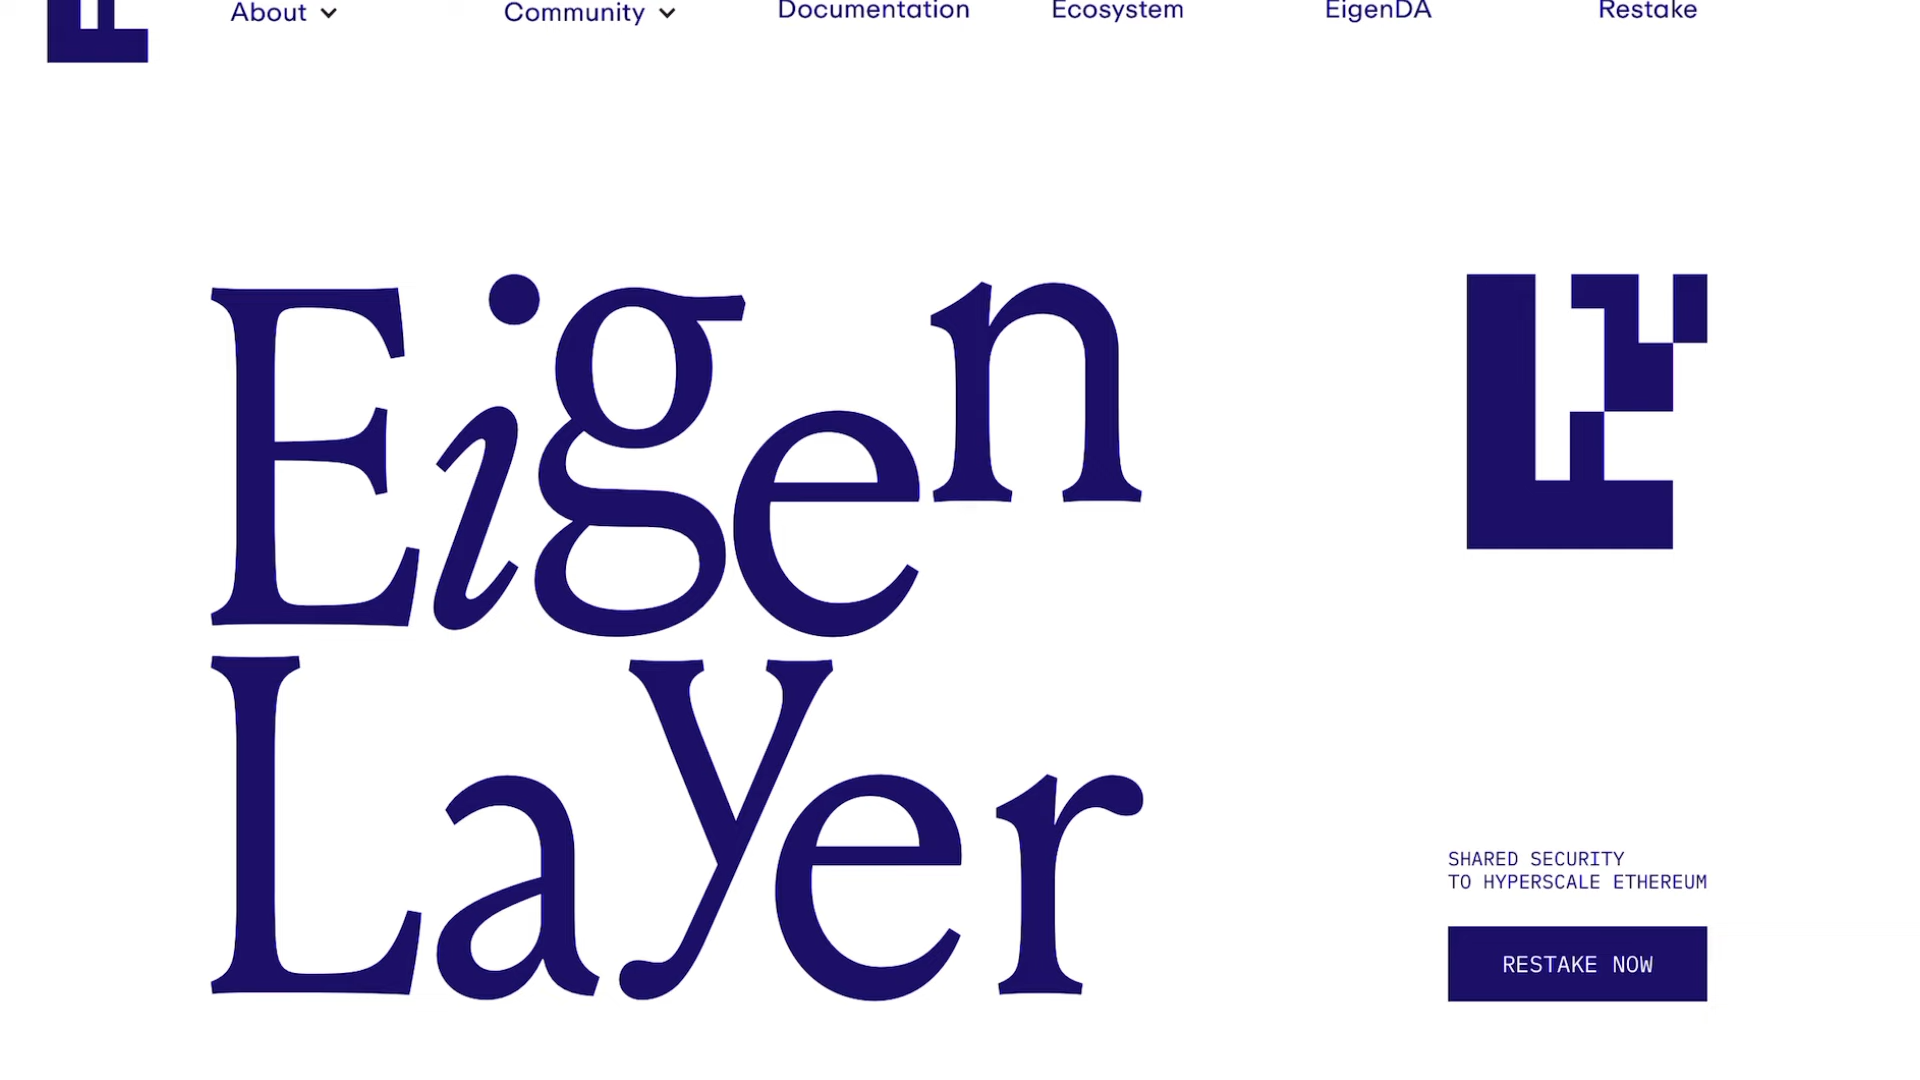 About
Community
Documentation
Ecosystem
EigenDA
Restake
Eigen
Layer
SHARED SECURITY
TO HYPERSCALE ETHEREUM
RESTAKE NOW